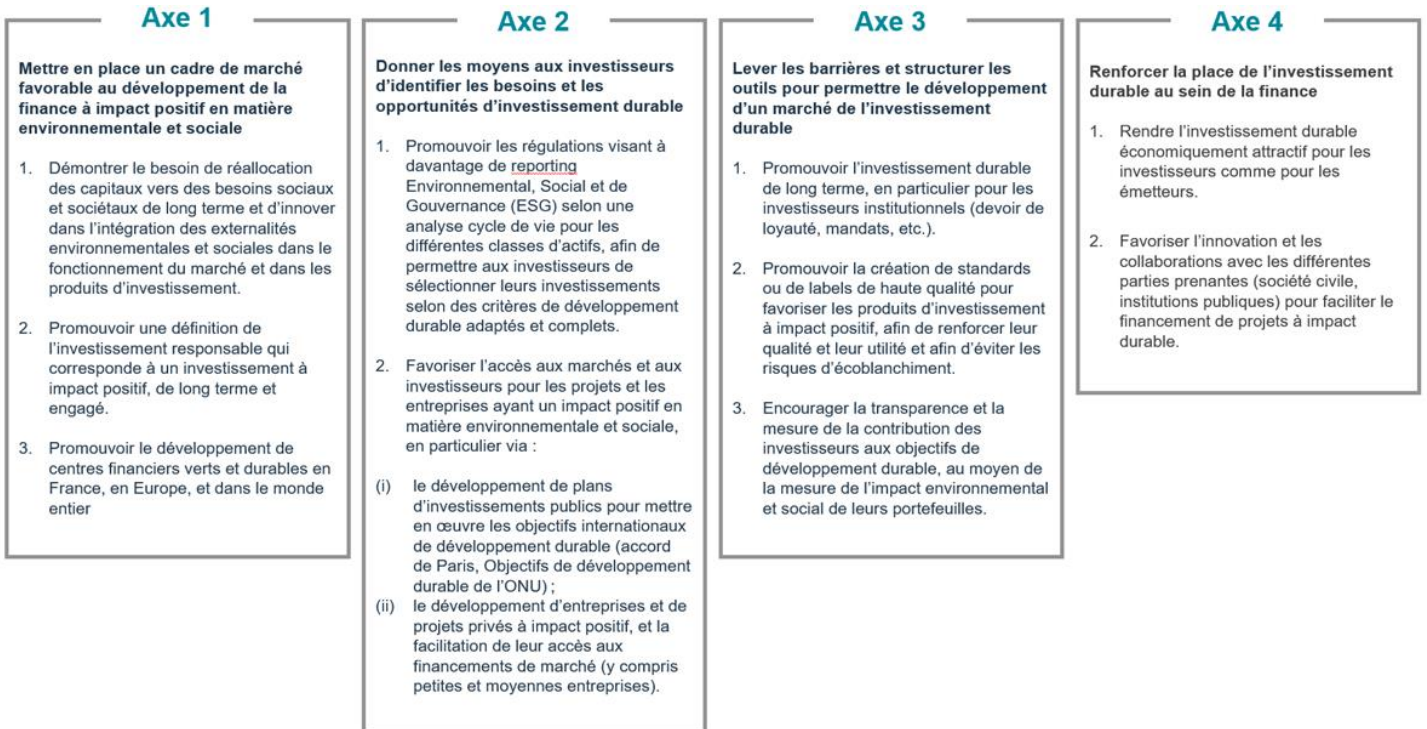 Axe 1
Mettre en place un cadre de marché
favorable au développement de la
finance à impact positif en matière
environnementale et sociale
1. Démontrer le besoin de réallocation
des capitaux vers des besoins sociaux
et sociétaux de long terme et d’innover
dans l’intégration des externalités
environnementales et sociales dans le
fonctionnement du marché et dans les
produits d’investissement.
2. Promouvoir une définition de
l’investissement responsable qui
corresponde à un investissement à
impact positif, de long terme et
engagé.
3. Promouvoir le développement de
centres financiers verts et durables en
France, en Europe, et dans le monde
entier
Axe 2
Donner les moyens aux investisseurs
d’identifier les besoins et les
opportunités d’investissement durable
1. Promouvoir les régulations visant à
davantage de reporting
Environnemental, Social et de
Gouvernance (ESG) selon une
analyse cycle de vie pour les
différentes classes d’actifs, afin de
permettre aux investisseurs de
sélectionner leurs investissements
selon des critères de développement
durable adaptés et complets.
2. Favoriser l’accès aux marchés et aux
investisseurs pour les projets et les
entreprises ayant un impact positif en
matière environnementale et sociale,
en particulier via :
(i) le développement de plans
d’investissements publics pour mettre
en œuvre les objectifs internationaux
de développement durable (accord
de Paris, Objectifs de développement
durable de l’ONU) ;
(ii) le développement d’entreprises et de
projets privés à impact positif, et la
facilitation de leur accès aux
financements de marché (y compris
petites et moyennes entreprises).
Axe 3
Lever les barrières et structurer les
outils pour permettre le développement
d’un marché de l’investissement
durable
1. Promouvoir l’investissement durable
de long terme, en particulier pour les
investisseurs institutionnels (devoir de
loyauté, mandats, etc.).
2. Promouvoir la création de standards
ou de labels de haute qualité pour
favoriser les produits d’investissement
à impact positif, afin de renforcer leur
qualité et leur utilité et afin d’éviter les
risques d’écoblanchiment.
3. Encourager la transparence et la
mesure de la contribution des
investisseurs aux objectifs de
développement durable, au moyen de
la mesure de l’impact environnemental
et social de leurs portefeuilles.
Axe 4
Renforcer la place de l’investissement
durable au sein de la finance
1. Rendre l’investissement durable
économiquement attractif pour les
investisseurs comme pour les
émetteurs.
2. Favoriser l’innovation et les
collaborations avec les différentes
parties prenantes (société civile,
institutions publiques) pour faciliter le
financement de projets à impact
durable.